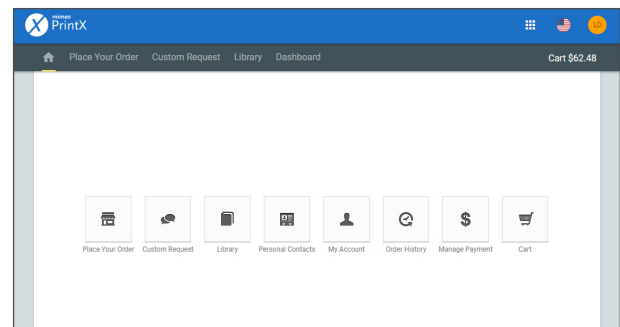 mimeo
PrintX
LD
Place Your Order Custom Request Library Dashboard Cart $62.48
Place Your Order Custom Request Library Personal Contacts My Account Order History Manage Payment Cart